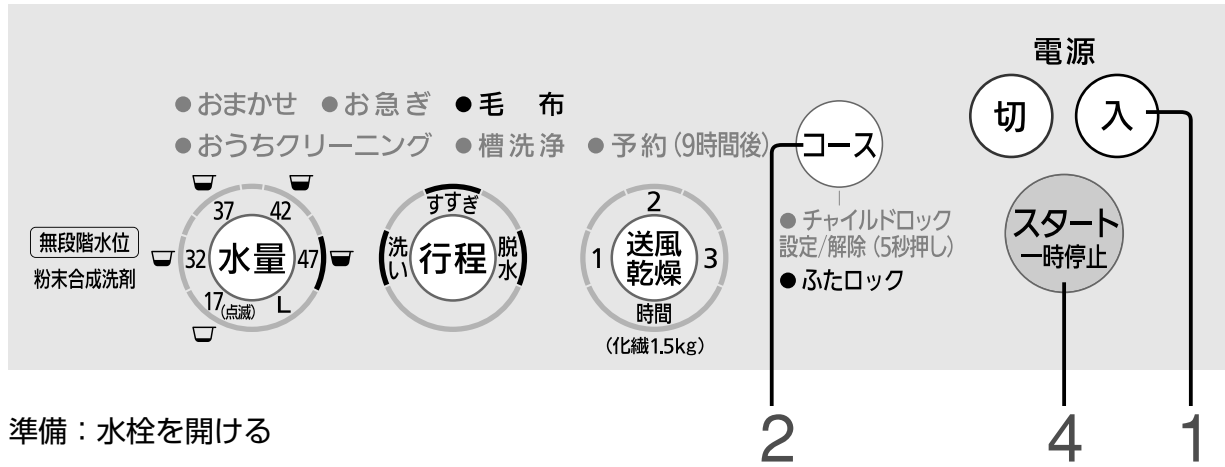 電源
切 入
●おまかせ ●お急ぎ ●毛 布
●おうちクリーニング ●槽洗浄 ●予約(9時間後)
コース
●チャイルドロック
設定/解除(5秒押し)
●ふたロック
スタート
一時停止
無段階水位
粉末合成洗剤
37 42
32 水量 47
17(点滅) L
すすぎ
洗い 行程 脱水
2
1 送風乾燥 3
時間
(化繊1.5kg)
準備:水栓を開ける
2 4 1